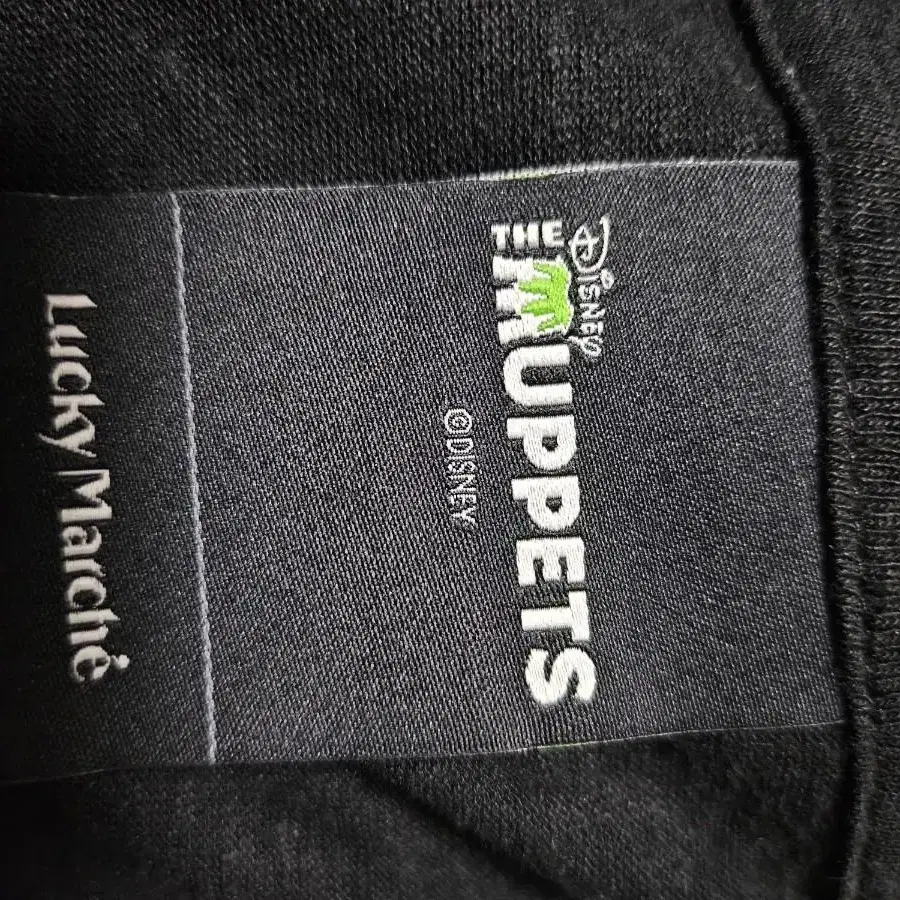 Disney
THE
MUPPETS
©DISNEY
Lucky Marché